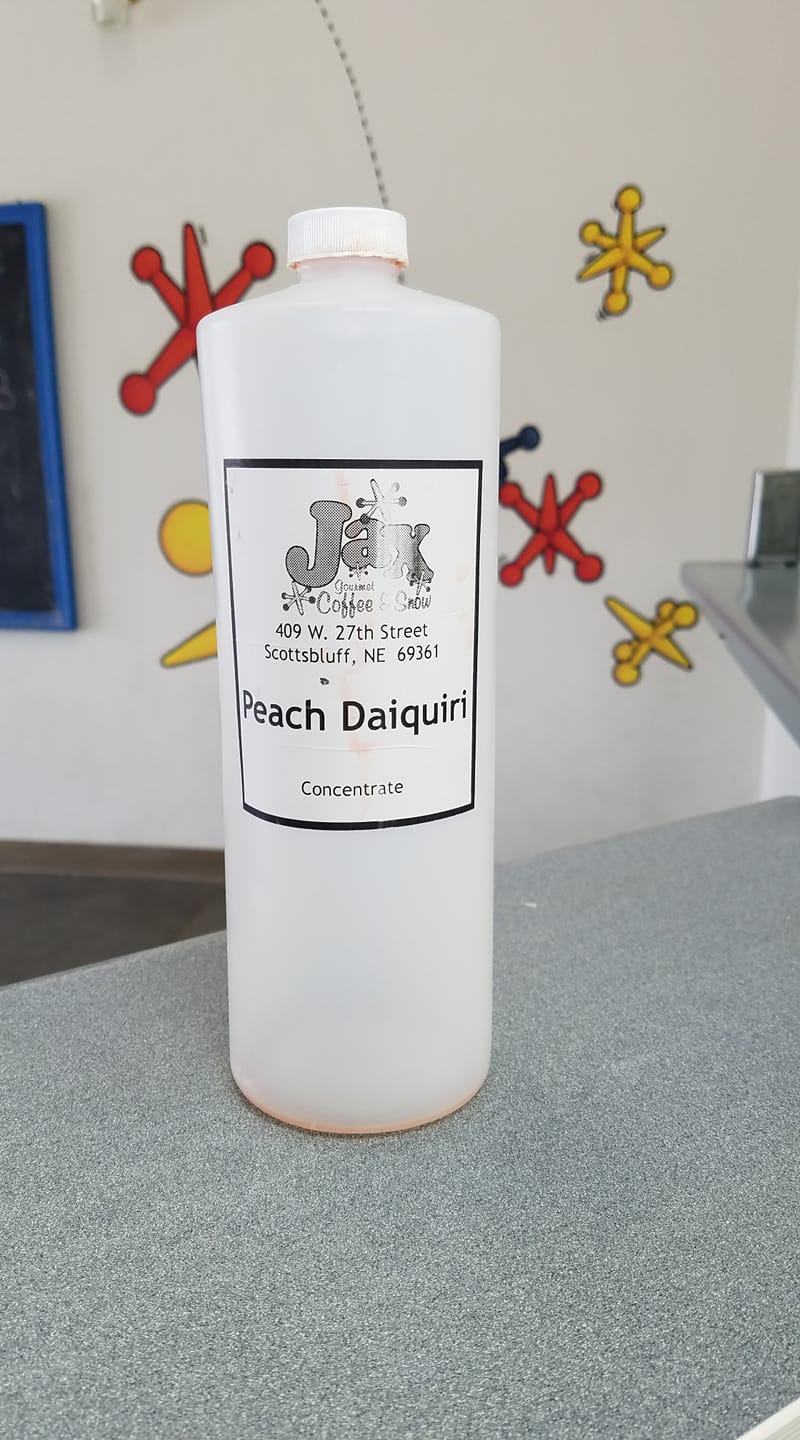 Jax
Gourmet
Coffee & Snow
409 W. 27th Street
Scottsbluff, NE 69361
Peach Daiquiri
Concentrate